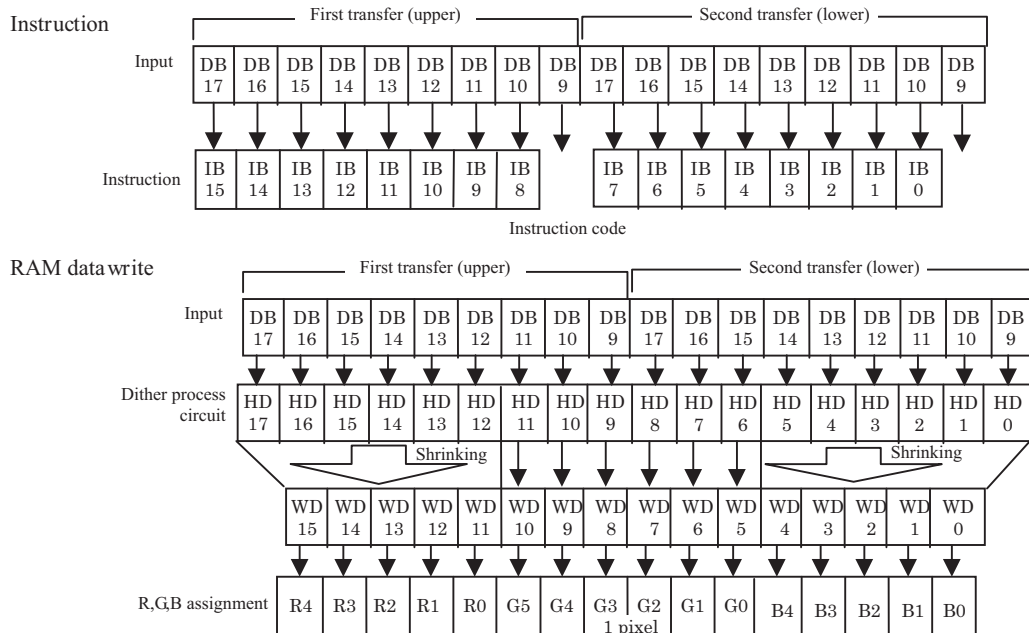 Instruction
First transfer (upper) Second transfer (lower)
Input DB 17 DB 16 DB 15 DB 14 DB 13 DB 12 DB 11 DB 10 DB 9 DB 17 DB 16 DB 15 DB 14 DB 13 DB 12 DB 11 DB 10 DB 9
Instruction IB 15 IB 14 IB 13 IB 12 IB 11 IB 10 IB 9 IB 8 IB 7 IB 6 IB 5 IB 4 IB 3 IB 2 IB 1 IB 0
Instruction code
RAM data write
First transfer (upper) Second transfer (lower)
Input DB 17 DB 16 DB 15 DB 14 DB 13 DB 12 DB 11 DB 10 DB 9 DB 17 DB 16 DB 15 DB 14 DB 13 DB 12 DB 11 DB 10 DB 9
Dither process circuit HD 17 HD 16 HD 15 HD 14 HD 13 HD 12 HD 11 HD 10 HD 9 HD 8 HD 7 HD 6 HD 5 HD 4 HD 3 HD 2 HD 1 HD 0
Shrinking Shrinking
WD 15 WD 14 WD 13 WD 12 WD 11 WD 10 WD 9 WD 8 WD 7 WD 6 WD 5 WD 4 WD 3 WD 2 WD 1 WD 0
R,G,B assignment R4 R3 R2 R1 R0 G5 G4 G3 G2 G1 G0 B4 B3 B2 B1 B0
1 pixel